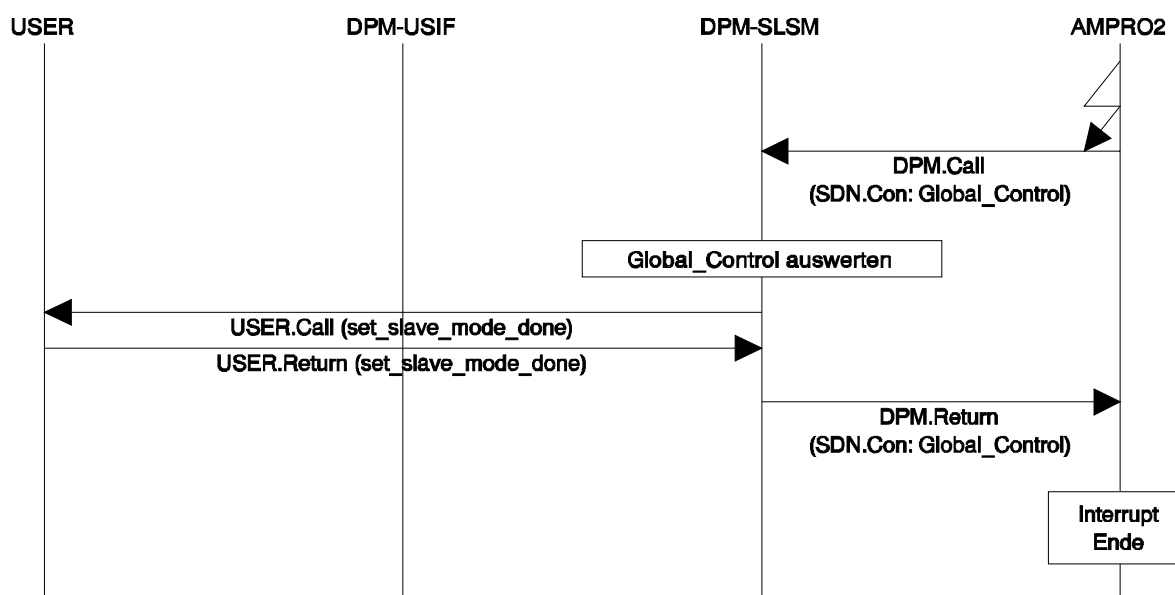 USER DPM-USIF DPM-SLSM AMPRO2
DPM.Call
(SDN.Con: Global_Control)
Global_Control auswerten
USER.Call (set_slave_mode_done)
USER.Return (set_slave_mode_done)
DPM.Return
(SDN.Con: Global_Control)
Interrupt
Ende